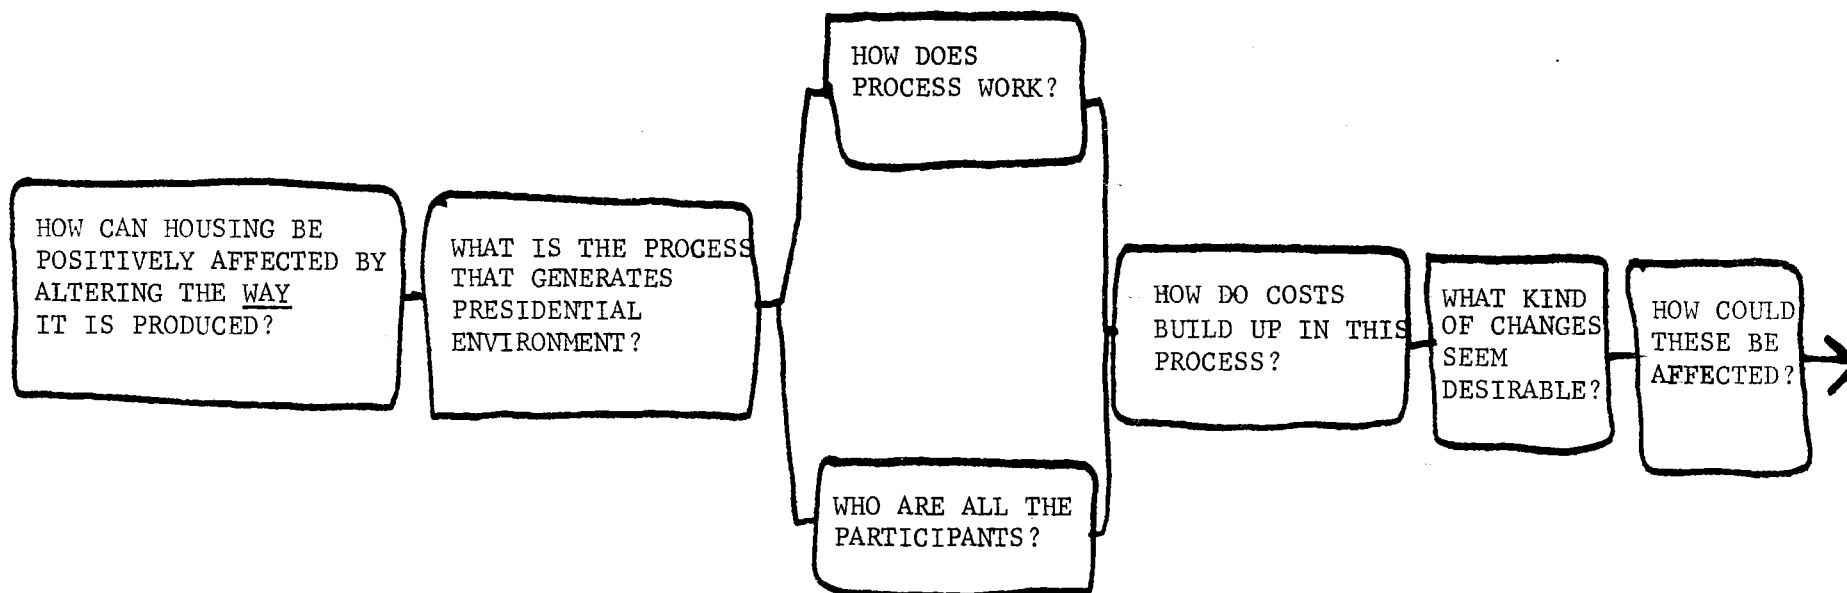 HOW CAN HOUSING BE
POSITIVELY AFFECTED BY
ALTERING THE WAY
IT IS PRODUCED?
WHAT IS THE PROCESS
THAT GENERATES
PRESIDENTIAL
ENVIRONMENT?
HOW DOES
PROCESS WORK?
WHO ARE ALL THE
PARTICIPANTS?
HOW DO COSTS
BUILD UP IN THIS
PROCESS?
WHAT KIND
OF CHANGES
SEEM
DESIRABLE?
HOW COULD
THESE BE
AFFECTED?